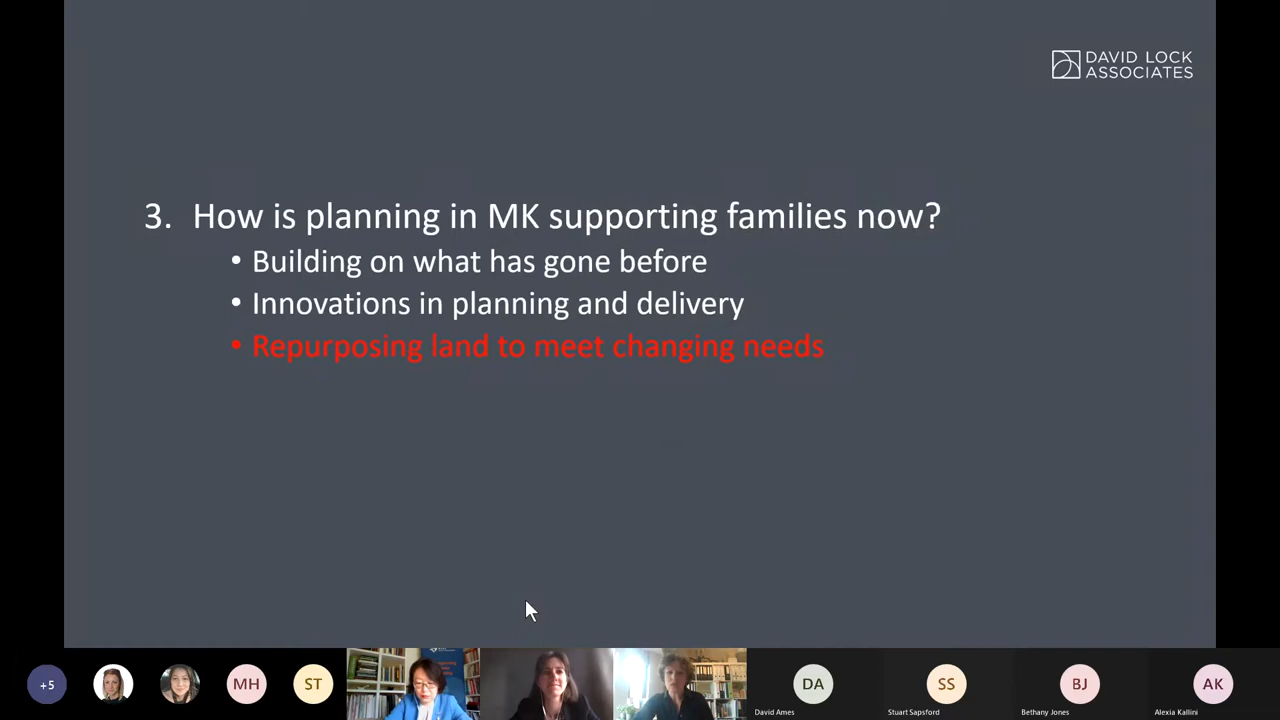 DAVID LOCK
ASSOCIATES
3. How is planning in MK supporting families now?
• Building on what has gone before
• Innovations in planning and delivery
• Repurposing land to meet changing needs
+5
MH
ST
DA
David Ames
SS
Stuart Sapsford
BJ
Bethany Jones
AK
Alexia Kallini